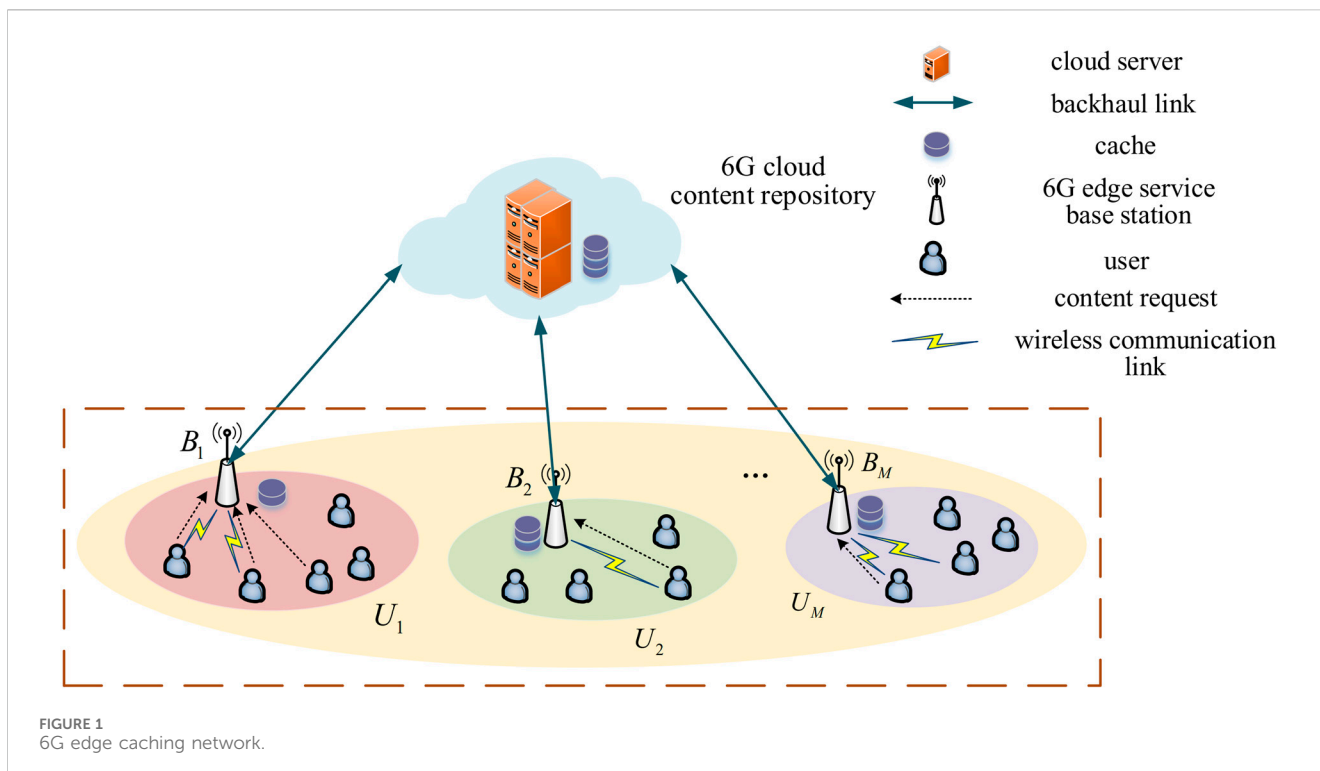 cloud server
backhaul link
6G cloud
content repository
cache
6G edge service
base station
user
content request
wireless communication
link
B1
B2
...
BM
U1
U2
UM
FIGURE 1
6G edge caching network.